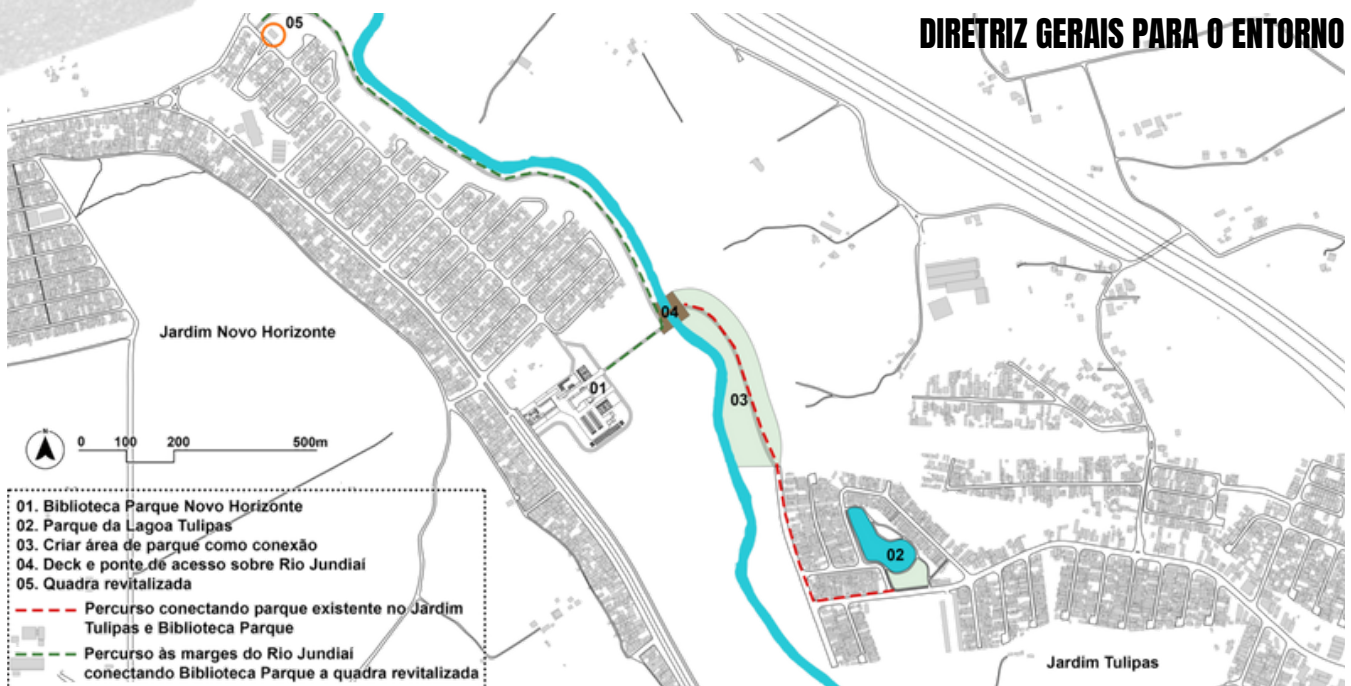 DIRETRIZ GERAIS PARA O ENTORNO
05
04
Jardim Novo Horizonte
01
03
N
0 100 200 500m
02
Jardim Tulipas
01. Biblioteca Parque Novo Horizonte
02. Parque da Lagoa Tulipas
03. Criar área de parque como conexão
04. Deck e ponte de acesso sobre Rio Jundiaí
05. Quadra revitalizada
Percurso conectando parque existente no Jardim
Tulipas e Biblioteca Parque
Percurso às marges do Rio Jundiaí
conectando Biblioteca Parque a quadra revitalizada